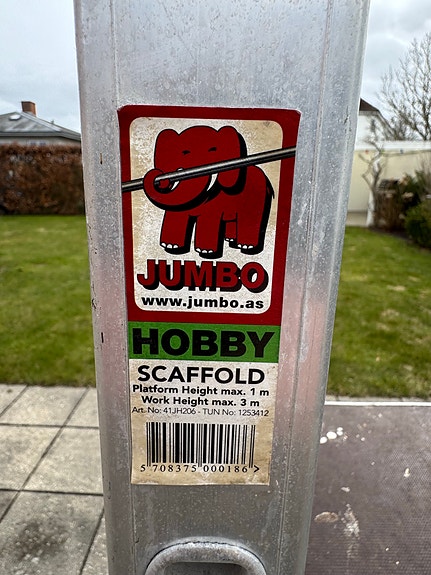 JUMBO
www.jumbo.as
HOBBY
SCAFFOLD
Platform Height max. 1 m
Work Height max. 3 m
Art. No: 41JH206 - TUN No: 1253412
5 708375 000186 >